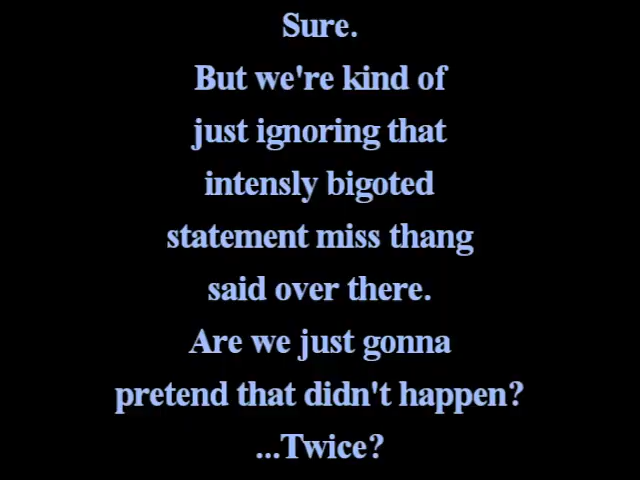 Sure.
But we're kind of
just ignoring that
intensly bigoted
statement miss thang
said over there.
Are we just gonna
pretend that didn't happen?
...Twice?